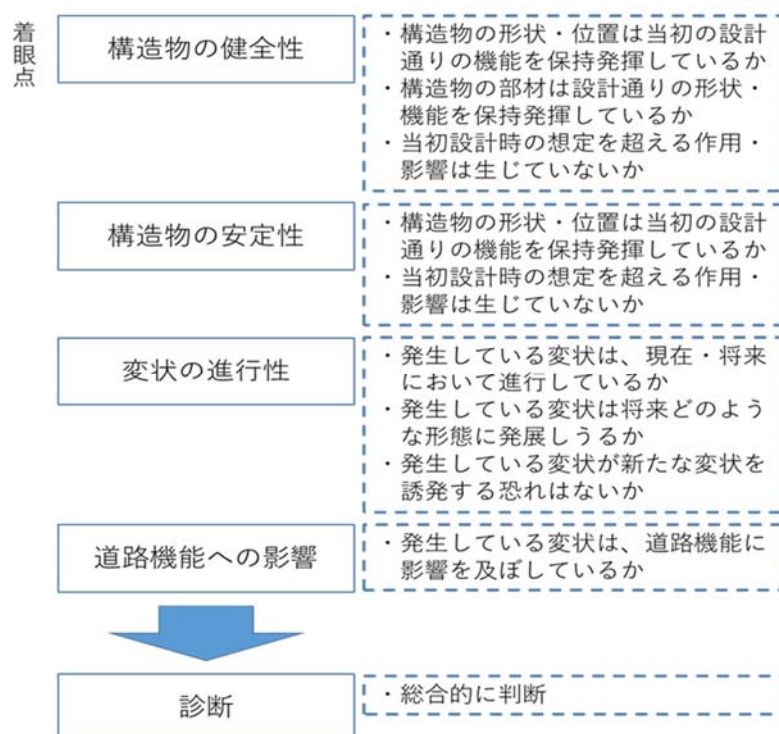 着眼点
構造物の健全性
・構造物の形状・位置は当初の設計
通りの機能を保持発揮しているか
・構造物の部材は設計通りの形状・
機能を保持発揮しているか
・当初設計時の想定を超える作用・
影響は生じていないか
構造物の安定性
・構造物の形状・位置は当初の設計
通りの機能を保持発揮しているか
・当初設計時の想定を超える作用・
影響は生じていないか
変状の進行性
・発生している変状は、現在・将来
において進行しているか
・発生している変状は将来どのよう
な形態に発展しうるか
・発生している変状が新たな変状を
誘発する恐れはないか
道路機能への影響
・発生している変状は、道路機能に
影響を及ぼしているか
診断
・総合的に判断